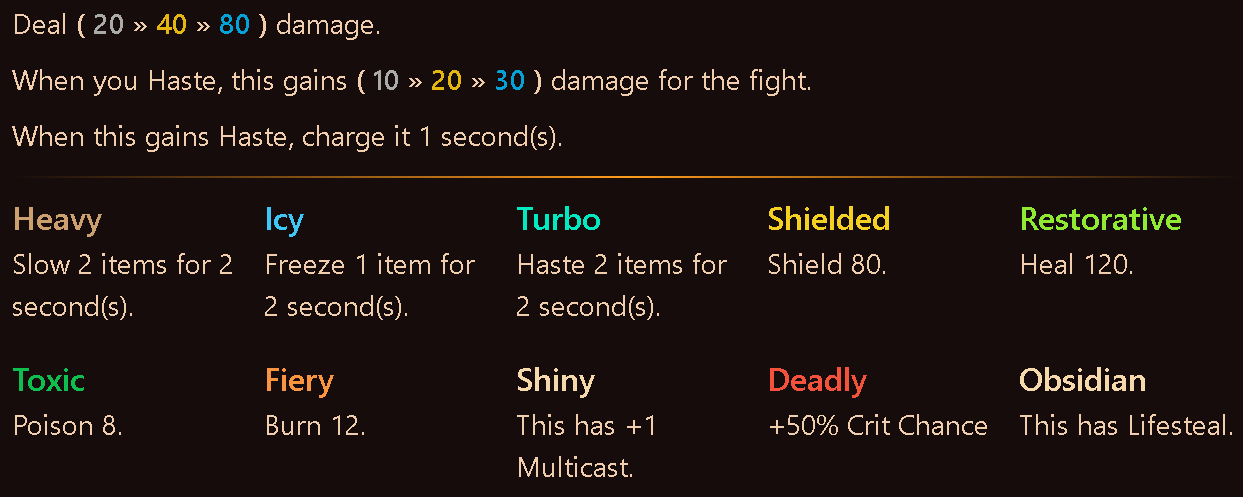 Deal ( 20 » 40 » 80 ) damage.
When you Haste, this gains ( 10 » 20 » 30 ) damage for the fight.
When this gains Haste, charge it 1 second(s).
Heavy
Slow 2 items for 2
second(s).
Icy
Freeze 1 item for
2 second(s).
Turbo
Haste 2 items for
2 second(s).
Shielded
Shield 80.
Restorative
Heal 120.
Toxic
Poison 8.
Fiery
Burn 12.
Shiny
This has +1
Multicast.
Deadly
+50% Crit Chance
Obsidian
This has Lifesteal.